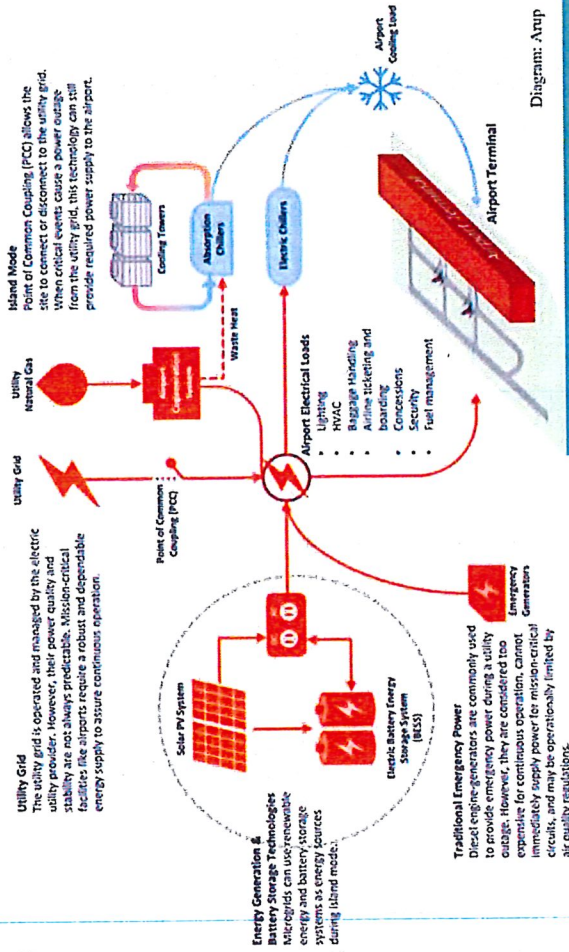 Utility Grid
The utility grid is operated and managed by the electric
utility provider. However, their power quality and
stability are not always predictable. Mission-critical
facilities like airports require a robust and dependable
energy supply to assure continuous operation.
Utility Grid
Utility
Natural Gas
Island Mode
Point of Common Coupling (PCC) allows the
site to connect or disconnect to the utility grid.
When critical events cause a power outage
from the utility grid, this technology can still
provide required power supply to the airport.
Point of Common
Coupling (PCC)
Airport
Cogeneration
System
Waste Heat
Cooling Towers
Absorption
Chillers
Electric Chillers
Airport
Cooling Load
Energy Generation &
Battery Storage Technologies
Microgrids can use renewable
energy and battery storage
systems as energy sources
during island mode.
Solar PV System
Electric Battery Energy
Storage System
(BESS)
Airport Electrical Loads
• Lighting
• HVAC
• Baggage Handling
• Airline ticketing and
boarding
• Concessions
• Security
• Fuel management
Airport Terminal
Traditional Emergency Power
Diesel engine-generators are commonly used
to provide emergency power during a utility
outage. However, they are considered too
expensive for continuous operation, cannot
immediately supply power for mission-critical
circuits, and may be operationally limited by
air quality regulations.
Emergency
Generators
Diagram: Arup